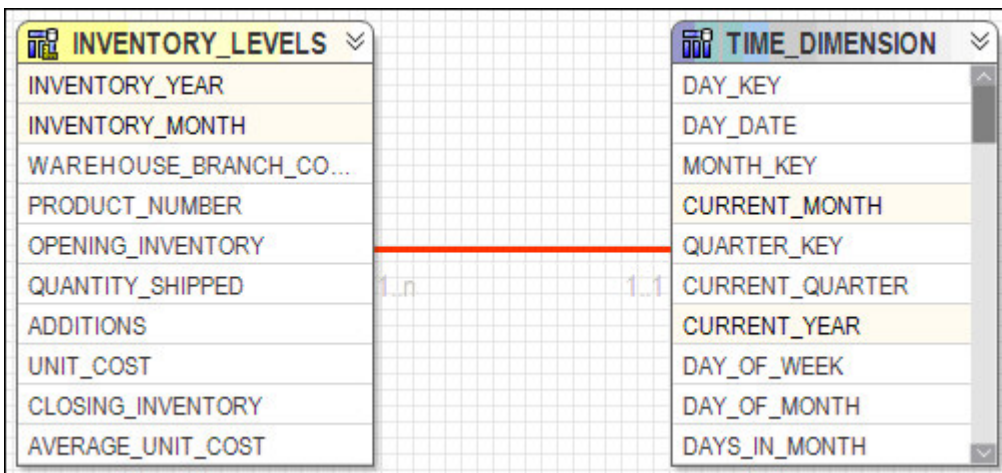 INVENTORY_LEVELS
INVENTORY_YEAR
INVENTORY_MONTH
WAREHOUSE_BRANCH_CO...
PRODUCT_NUMBER
OPENING_INVENTORY
QUANTITY_SHIPPED
ADDITIONS
UNIT_COST
CLOSING_INVENTORY
AVERAGE_UNIT_COST
1..n
1..1
TIME_DIMENSION
DAY_KEY
DAY_DATE
MONTH_KEY
CURRENT_MONTH
QUARTER_KEY
CURRENT_QUARTER
CURRENT_YEAR
DAY_OF_WEEK
DAY_OF_MONTH
DAYS_IN_MONTH